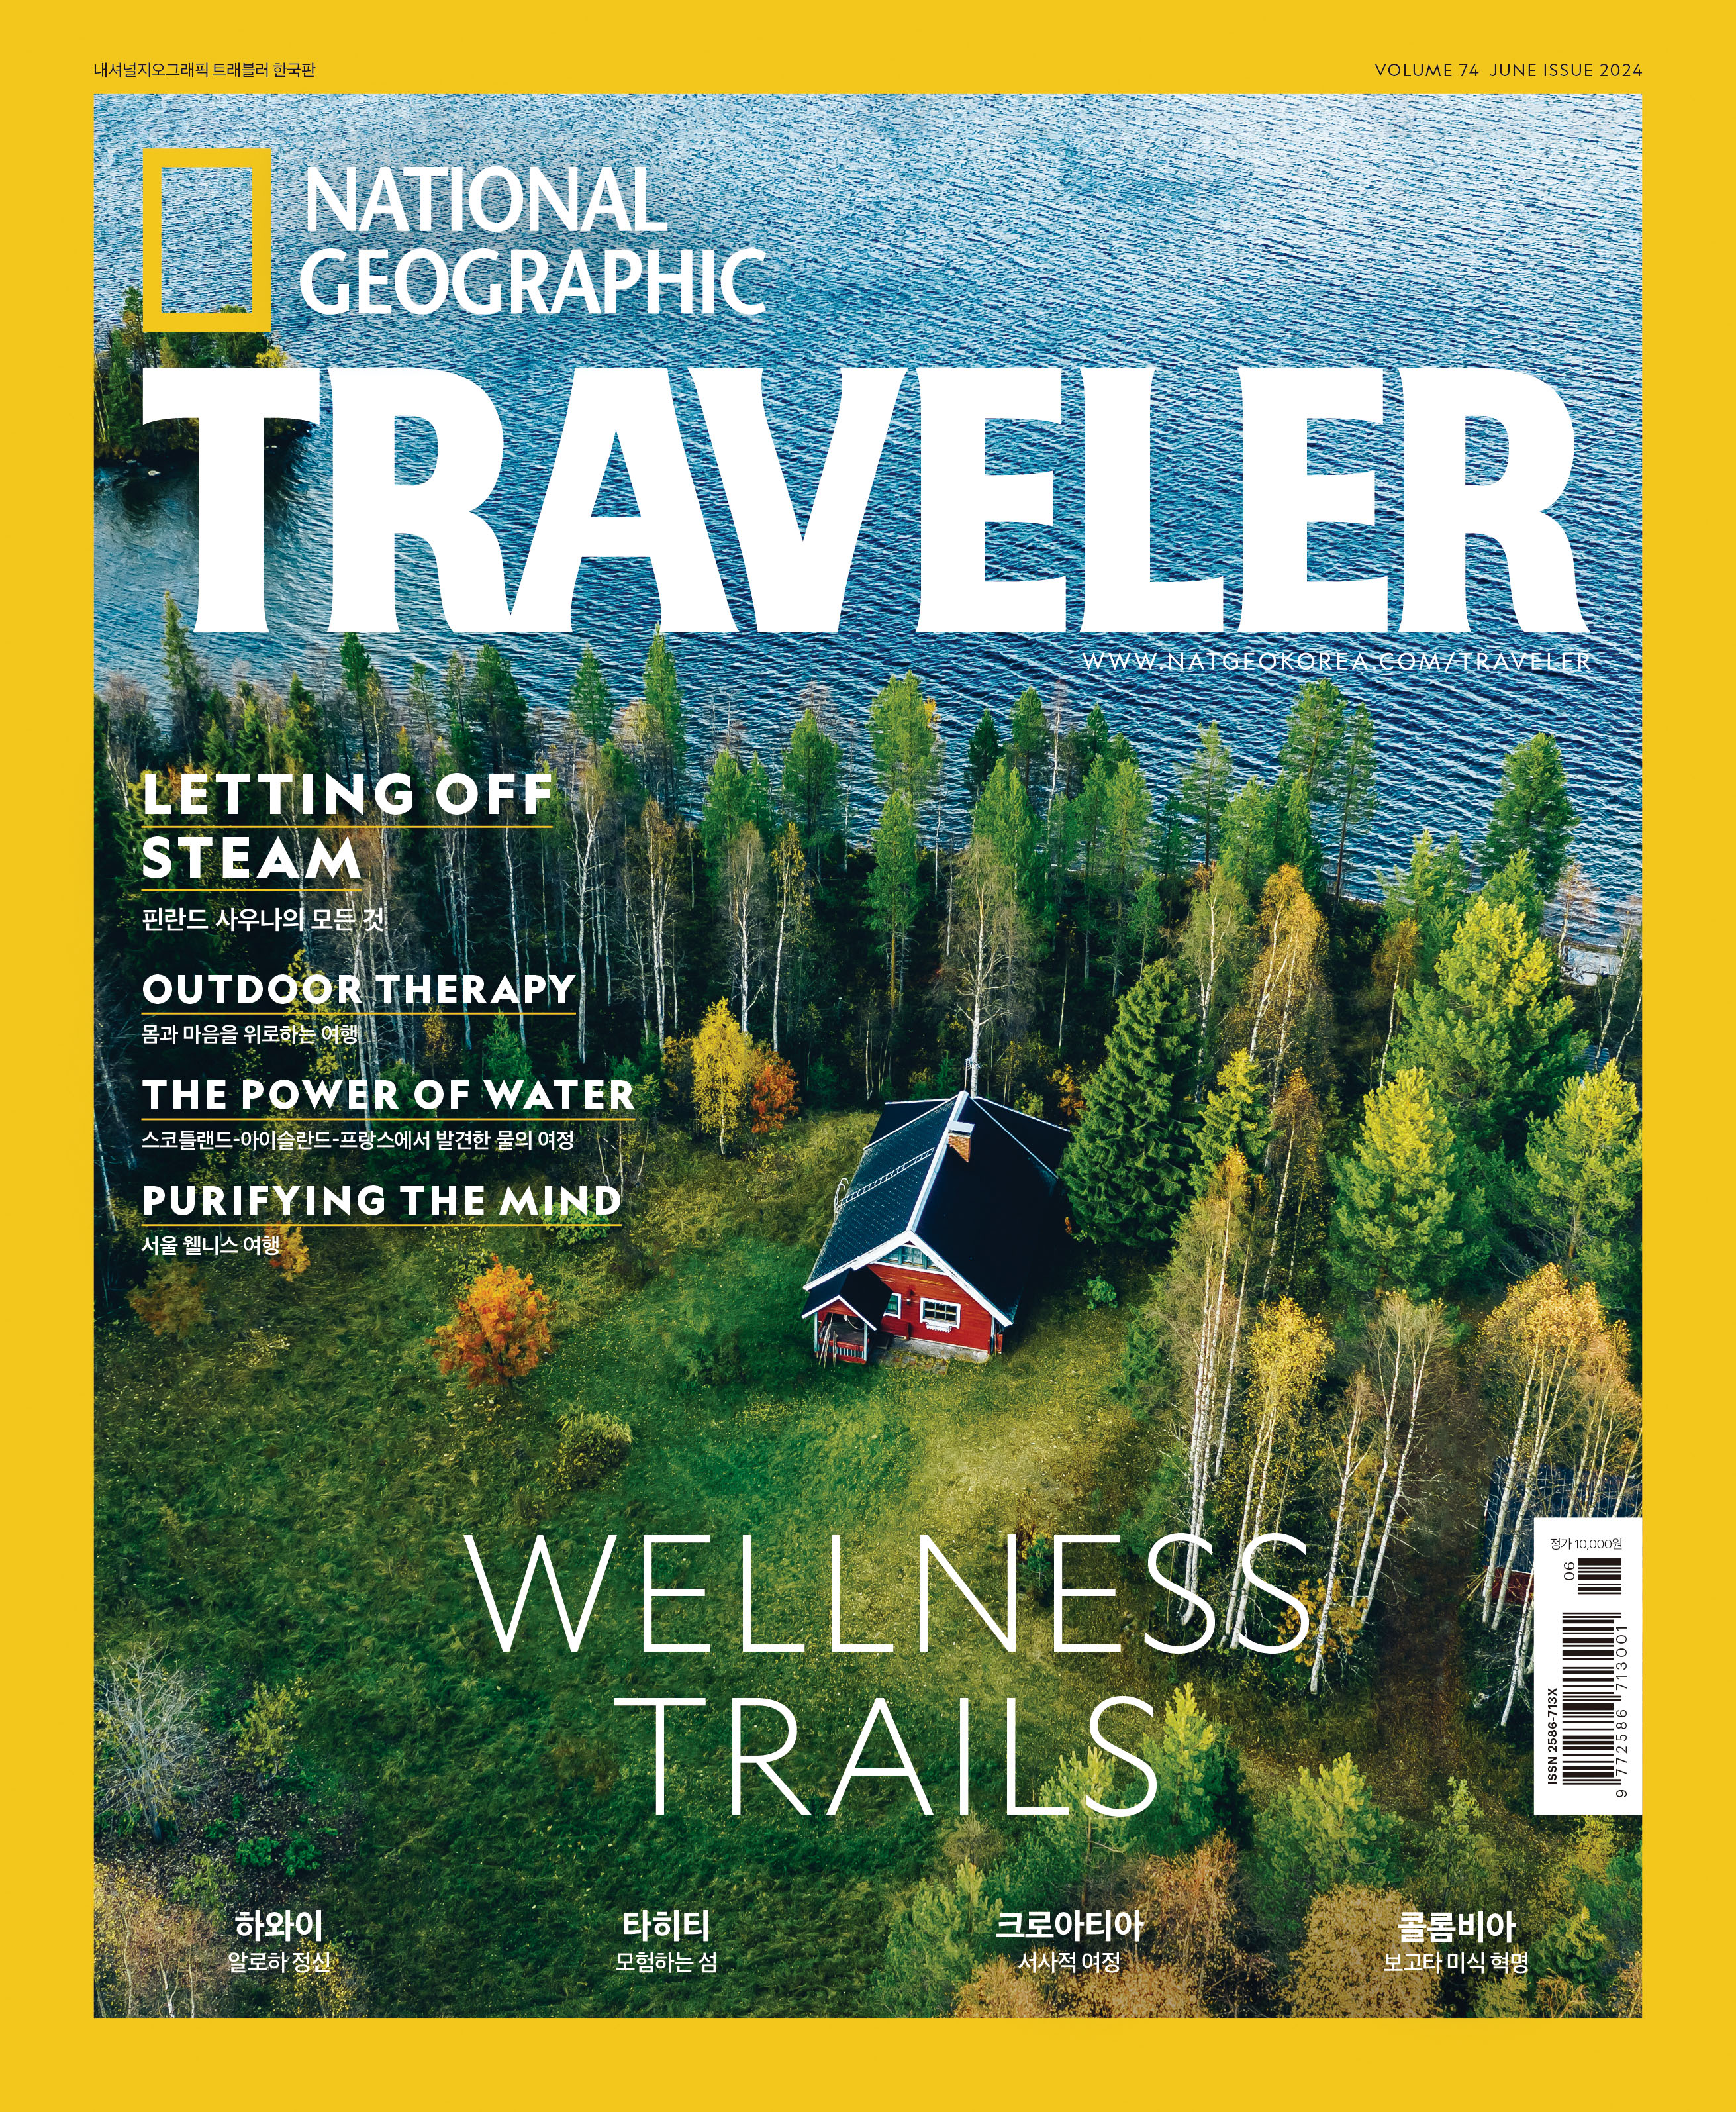 내셔널지오그래픽 트래블러 한국판
VOLUME 74 JUNE ISSUE 2024
NATIONAL
GEOGRAPHIC
TRAVELER
WWW.NATGEOKOREA.COM/TRAVELER
LETTING OFF
STEAM
핀란드 사우나의 모든 것
OUTDOOR THERAPY
몸과 마음을 위로하는 여행
THE POWER OF WATER
스코틀랜드-아이슬란드-프랑스에서 발견한 물의 여정
PURIFYING THE MIND
서울 웰니스 여행
WELLNESS
TRAILS
정가 10,000원
06
ISSN 2586-713X
9 772586 713001
하와이
알로하 정신
타히티
모험하는 섬
크로아티아
서사적 여정
콜롬비아
보고타 미식 혁명